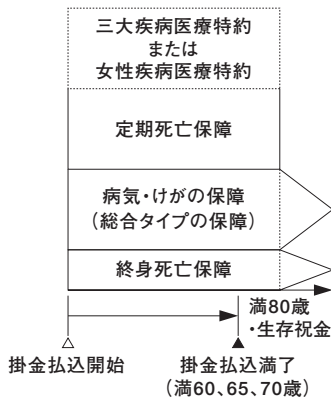 三大疾病医療特約
または
女性疾病医療特約
定期死亡保障
病気・けがの保障
（総合タイプの保障）
終身死亡保障
満80歳
・生存祝金
掛金払込開始
掛金払込満了
（満60、65、70歳）